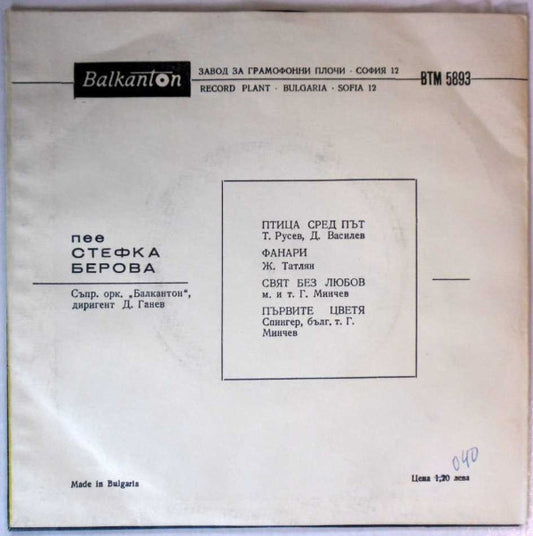 Balkanton
ЗАВОД ЗА ГРАМОФОННИ ПЛОЧИ · СОФИЯ 12
RECORD PLANT · BULGARIA · SOFIA 12
ВТМ 5893
пее
СТЕФКА
БЕРОВА
Съпр. орк. „Балкантон",
диригент Д. Ганев
ПТИЦА СРЕД ПЪТ
Т. Русев, Д. Василев
ФАНАРИ
Ж. Татлян
СВЯТ БЕЗ ЛЮБОВ
м. и т. Г. Минчев
ПЪРВИТЕ ЦВЕТЯ
Спингер, бълг. т. Г.
Минчев
040
Made in Bulgaria
Цена 1,20 лева